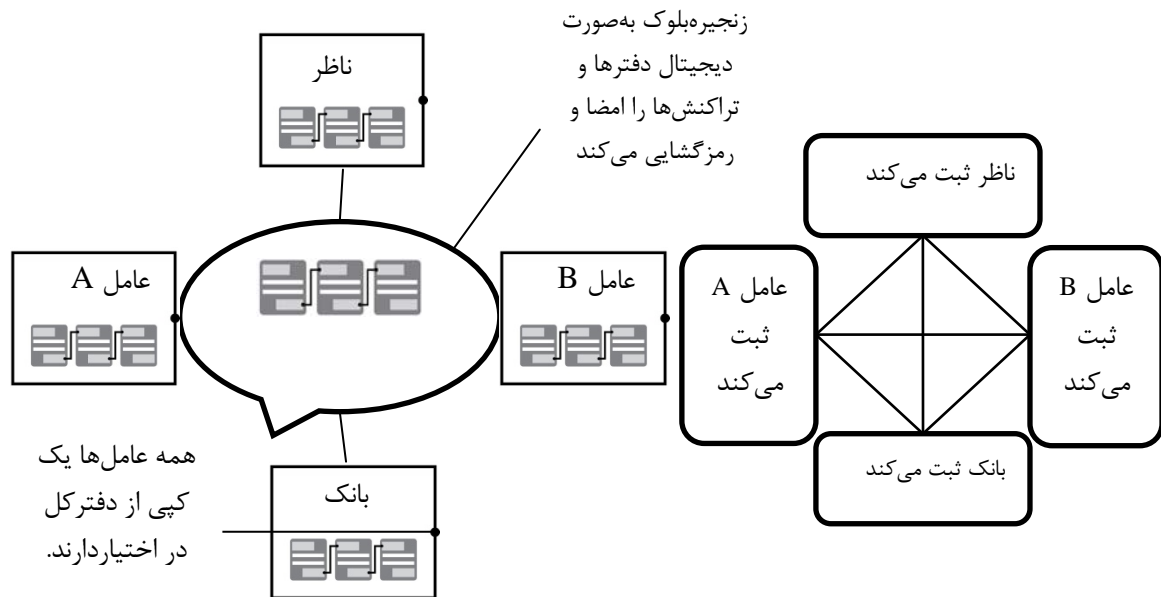 زنجیره‌بلوک به‌صورت
دیجیتال دفترها و
تراکنش‌ها را امضا و
رمزگشایی می‌کند
ناظر
عامل A
عامل B
بانک
همه عامل‌ها یک
کپی از دفترکل
در اختیاردارند.
ناظر ثبت می‌کند
عامل A
ثبت
می‌کند
عامل B
ثبت
می‌کند
بانک ثبت می‌کند